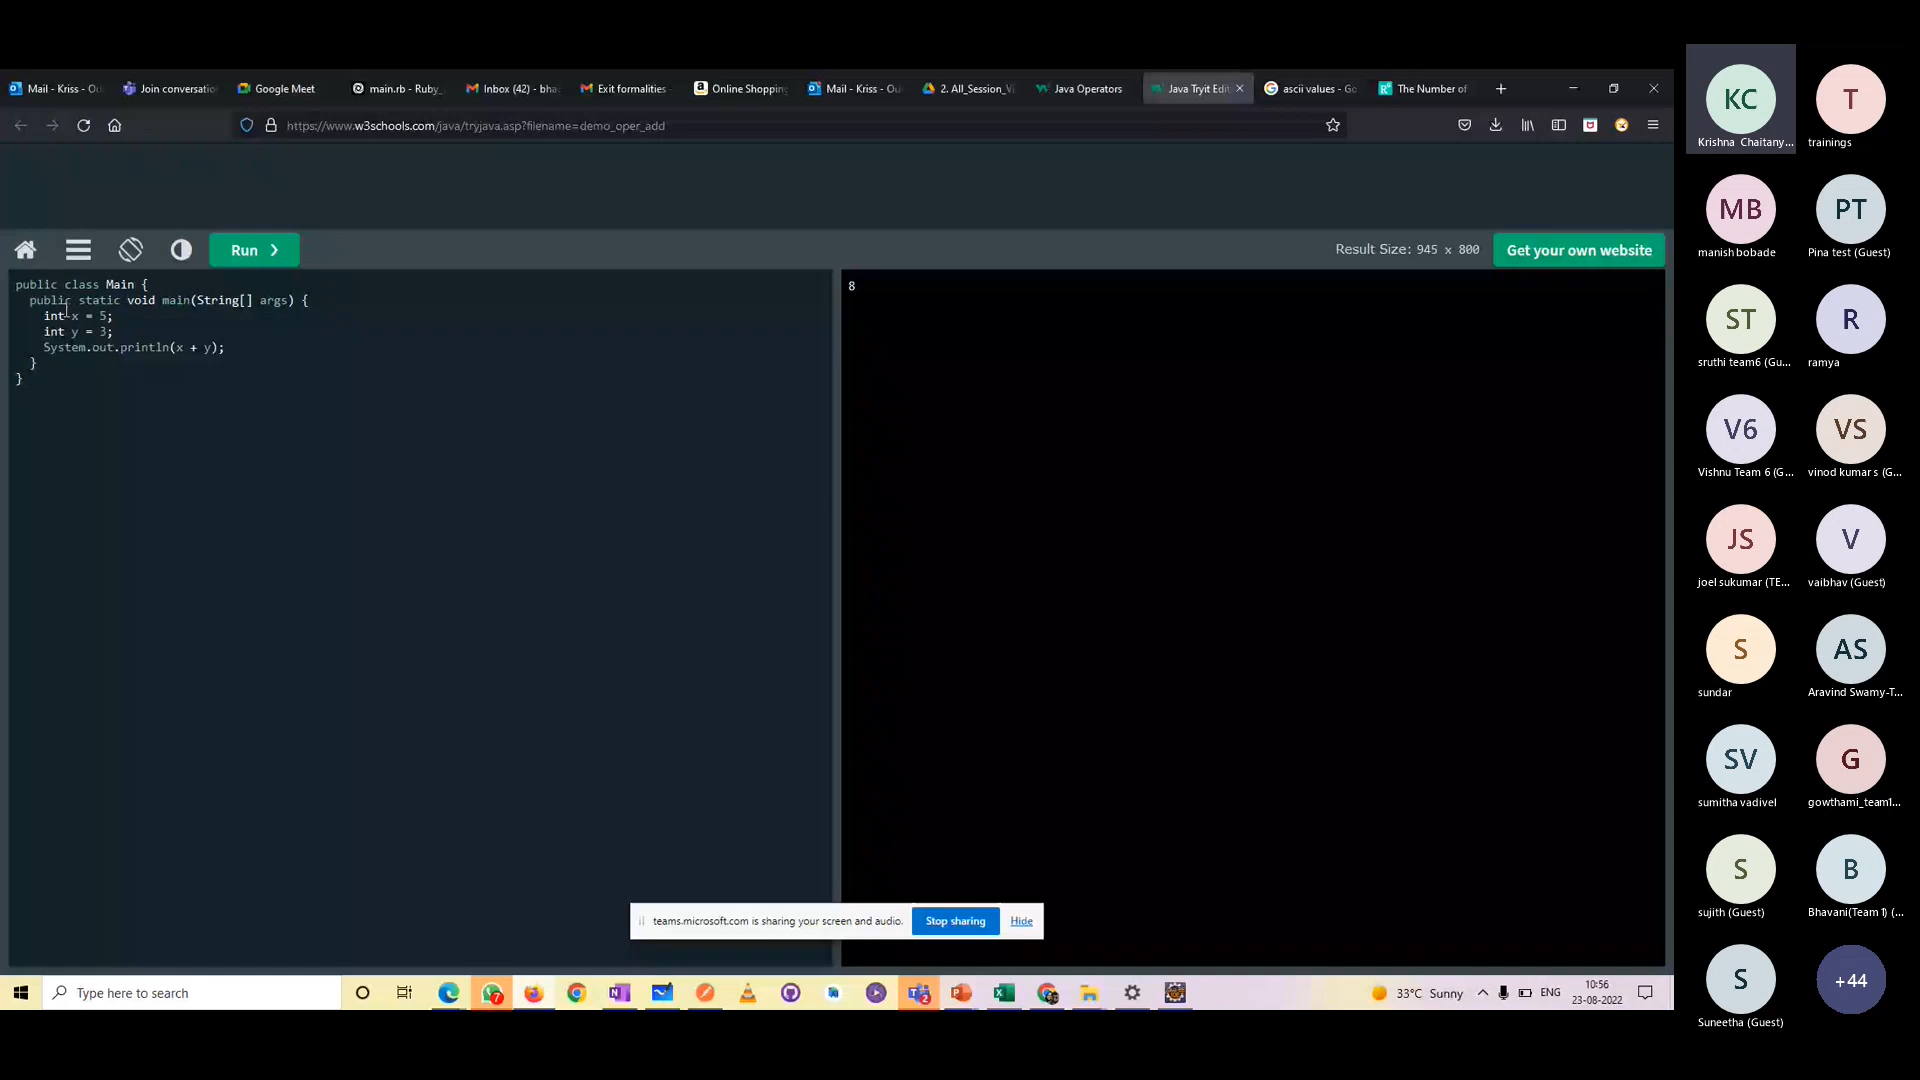 Mail - Kriss - Ou
Join conversatio
Google Meet
main.rb - Ruby_
Inbox (42) - bha
Exit formalities -
Online Shopping
Mail - Kriss - Ou
2. All_Session_Vi
Java Operators
Java Tryit Edit
ascii values - Go
The Number of
https://www.w3schools.com/java/tryjava.asp?filename=demo_oper_add
Run ❯
Result Size: 945 x 800
Get your own website
public class Main {
public static void main(String[] args) {
int x = 5;
int y = 3;
System.out.println(x + y);
}
}
8
teams.microsoft.com is sharing your screen and audio.
Stop sharing
Hide
Type here to search
7
2
33°C Sunny
ENG
10:56
23-08-2022
KC
Krishna Chaitany...
T
trainings
MB
manish bobade
PT
Pina test (Guest)
ST
sruthi team6 (Gu...
R
ramya
V6
Vishnu Team 6 (G...
VS
vinod kumar s (G...
JS
joel sukumar (TE...
V
vaibhav (Guest)
S
sundar
AS
Aravind Swamy-T...
SV
sumitha vadivel
G
gowthami_team1...
S
sujith (Guest)
B
Bhavani(Team 1) (...
S
Suneetha (Guest)
+44